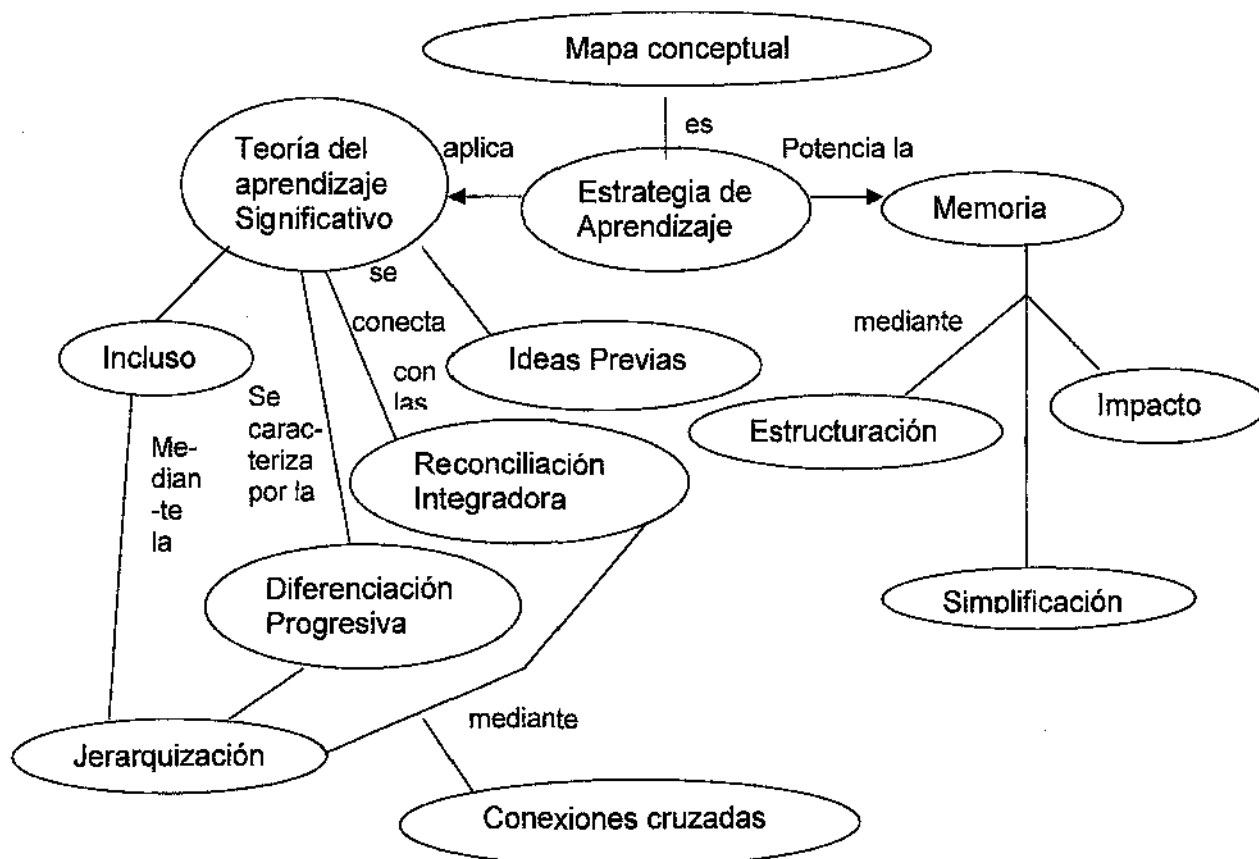 Mapa conceptual
es
aplica
Potencia la
Teoría del
aprendizaje
Significativo
Estrategia de
Aprendizaje
Memoria
se
conecta
con
las
mediante
Incluso
Ideas Previas
Impacto
Estructuración
Se
carac-
teriza
por la
Me-
dian
-te
la
Reconciliación
Integradora
Diferenciación
Progresiva
Simplificación
mediante
Jerarquización
Conexiones cruzadas